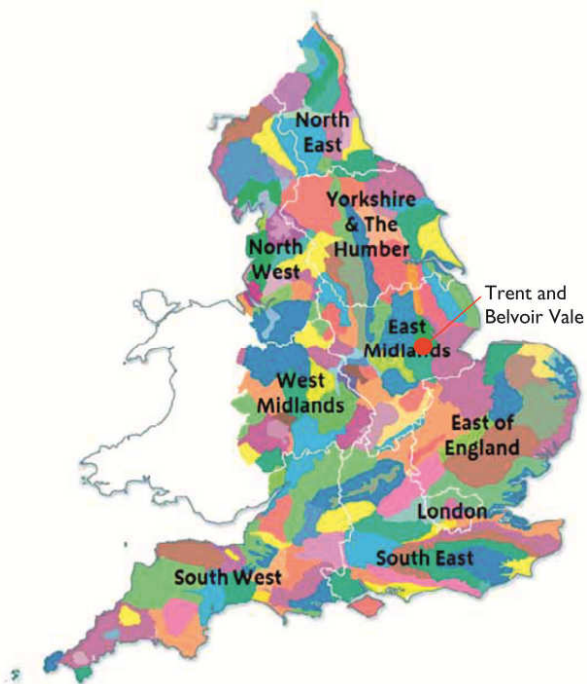 North
East
Yorkshire
& The
Humber
North
West
Trent and
Belvoir Vale
East
Midlands
West
Midlands
East of
England
London
South East
South West